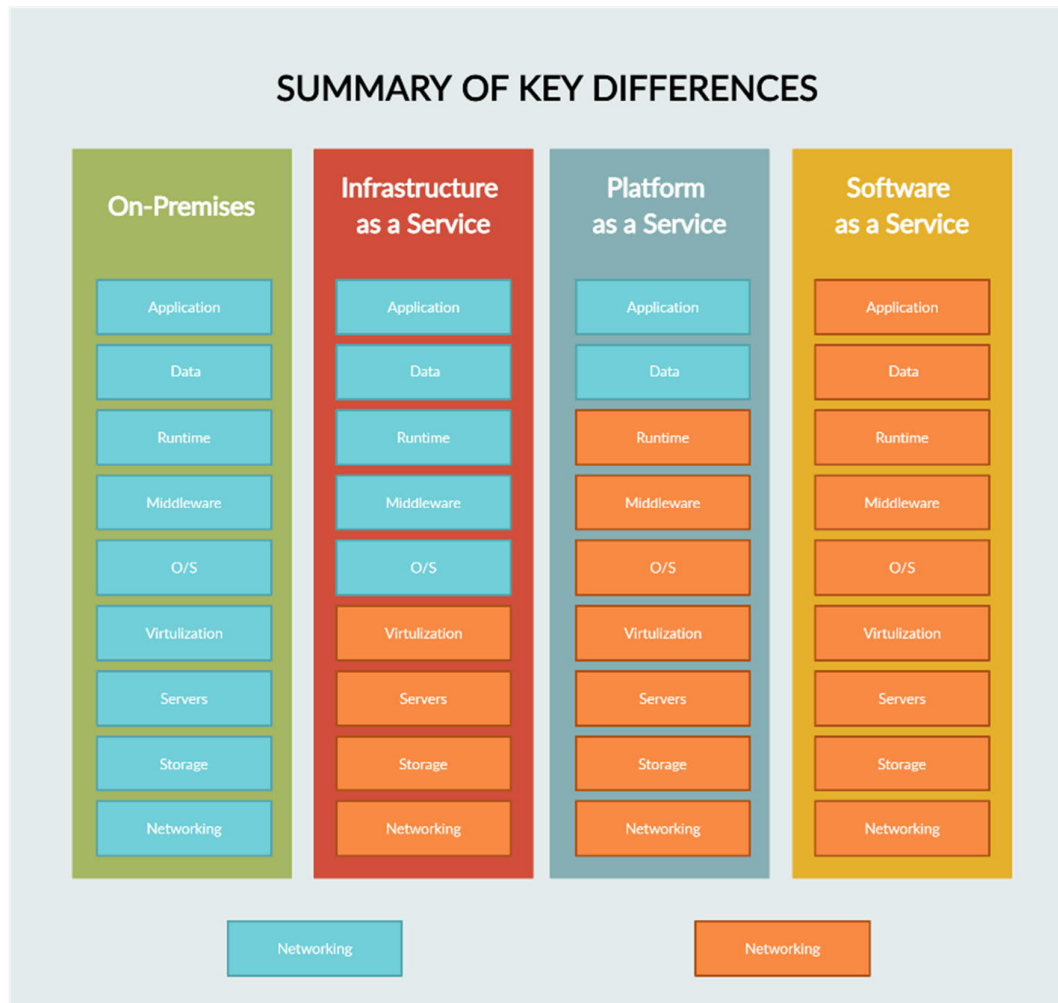 SUMMARY OF KEY DIFFERENCES
On-Premises
Application
Data
Runtime
Middleware
O/S
Virtulization
Servers
Storage
Networking
Infrastructure
as a Service
Application
Data
Runtime
Middleware
O/S
Virtulization
Servers
Storage
Networking
Platform
as a Service
Application
Data
Runtime
Middleware
O/S
Virtulization
Servers
Storage
Networking
Software
as a Service
Application
Data
Runtime
Middleware
O/S
Virtulization
Servers
Storage
Networking
Networking
Networking